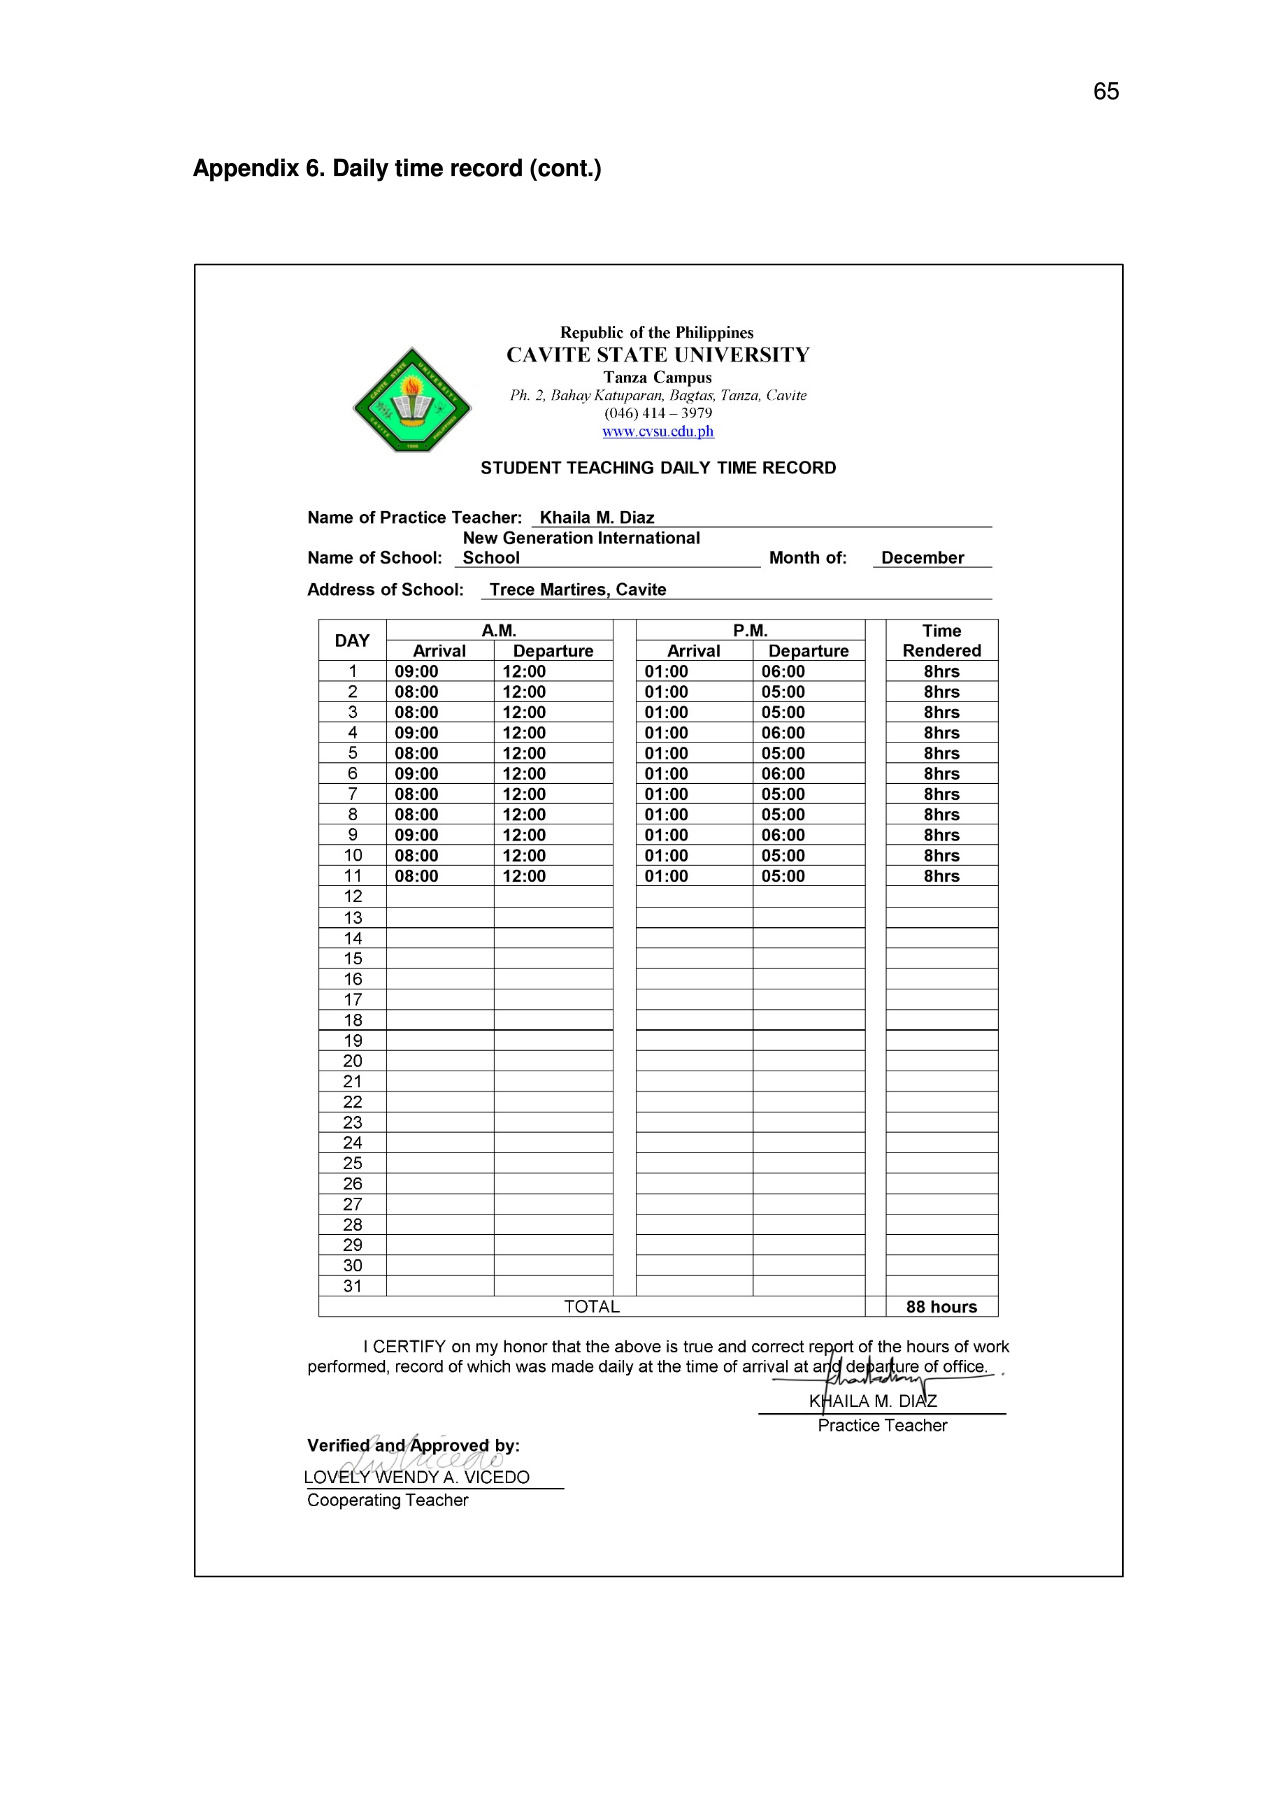 65
Appendix 6. Daily time record (cont.)
Republic of the Philippines
CAVITE STATE UNIVERSITY
Tanza Campus
Ph. 2, Bahay Katuparan, Bagtas, Tanza, Cavite
(046) 414 – 3979
www.cvsu.edu.ph
CAVITE STATE UNIVERSITY
CAVITE PHILIPPINES
1906
STUDENT TEACHING DAILY TIME RECORD
Name of Practice Teacher: Khaila M. Diaz
New Generation International
Name of School: School Month of: December
Address of School: Trece Martires, Cavite
DAY A.M. P.M. Time
Arrival Departure Arrival Departure Rendered
1 09:00 12:00 01:00 06:00 8hrs
2 08:00 12:00 01:00 05:00 8hrs
3 08:00 12:00 01:00 05:00 8hrs
4 09:00 12:00 01:00 06:00 8hrs
5 08:00 12:00 01:00 05:00 8hrs
6 09:00 12:00 01:00 06:00 8hrs
7 08:00 12:00 01:00 05:00 8hrs
8 08:00 12:00 01:00 05:00 8hrs
9 09:00 12:00 01:00 06:00 8hrs
10 08:00 12:00 01:00 05:00 8hrs
11 08:00 12:00 01:00 05:00 8hrs
12
13
14
15
16
17
18
19
20
21
22
23
24
25
26
27
28
29
30
31
TOTAL 88 hours
I CERTIFY on my honor that the above is true and correct report of the hours of work
performed, record of which was made daily at the time of arrival at and departure of office.
KHAILA M. DIAZ
Practice Teacher
Verified and Approved by:
LOVELY WENDY A. VICEDO
Cooperating Teacher